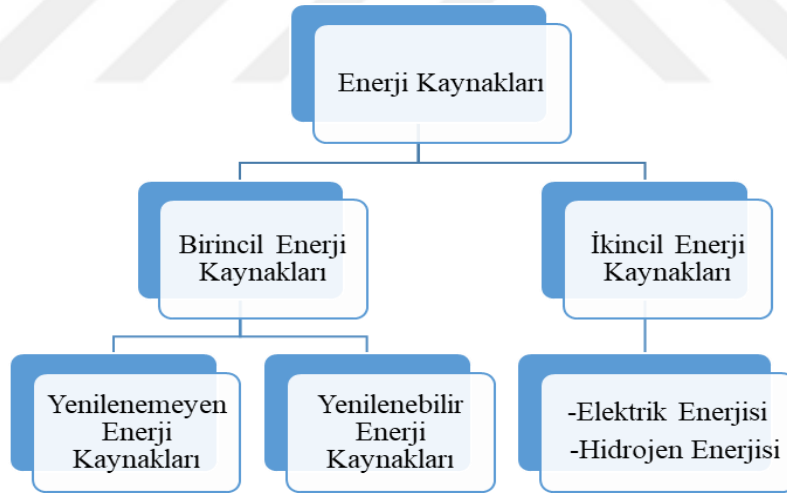 Enerji Kaynakları
Birincil Enerji
Kaynakları
İkincil Enerji
Kaynakları
Yenilenemeyen
Enerji
Kaynakları
Yenilenebilir
Enerji
Kaynakları
-Elektrik Enerjisi
-Hidrojen Enerjisi